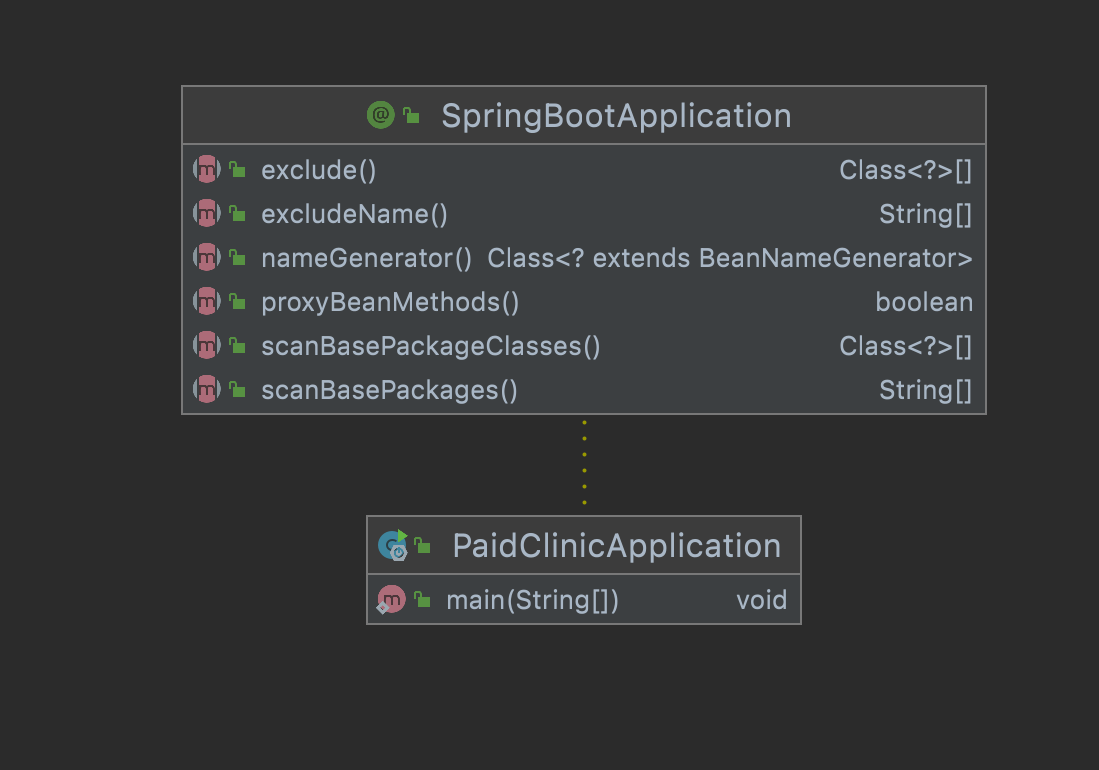 SpringBootApplication
exclude() Class<?>[]
excludeName() String[]
nameGenerator() Class<? extends BeanNameGenerator>
proxyBeanMethods() boolean
scanBasePackageClasses() Class<?>[]
scanBasePackages() String[]
PaidClinicApplication
main(String[]) void